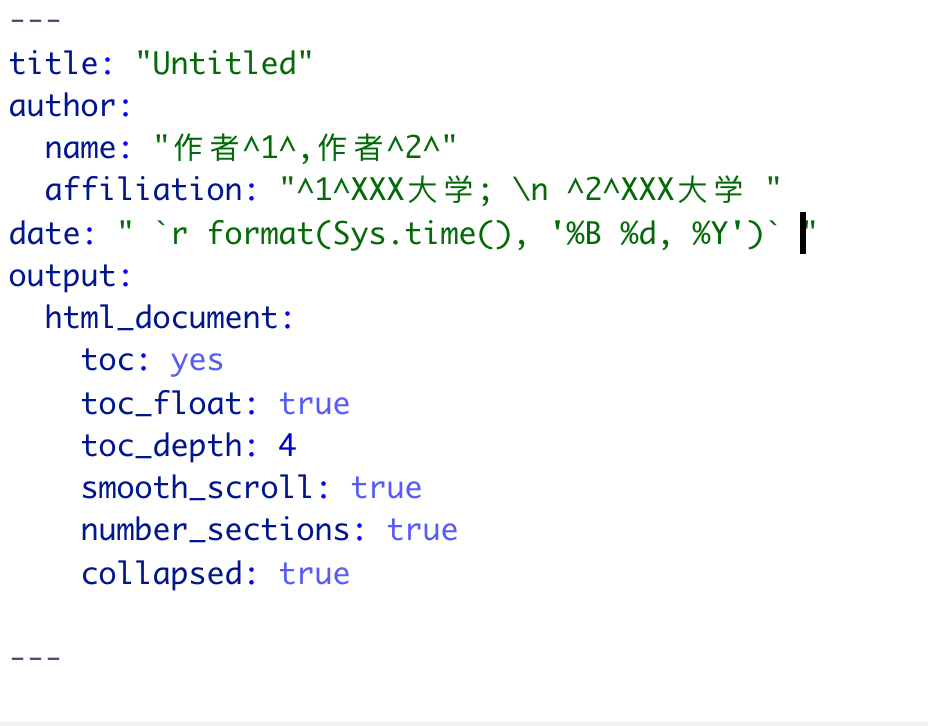 ---
title: "Untitled"
author:
  name: "作者^1^,作者^2^"
  affiliation: "^1^XXX大学; \n ^2^XXX大学 "
date: " `r format(Sys.time(), '%B %d, %Y')` "
output:
  html_document:
    toc: yes
    toc_float: true
    toc_depth: 4
    smooth_scroll: true
    number_sections: true
    collapsed: true
---